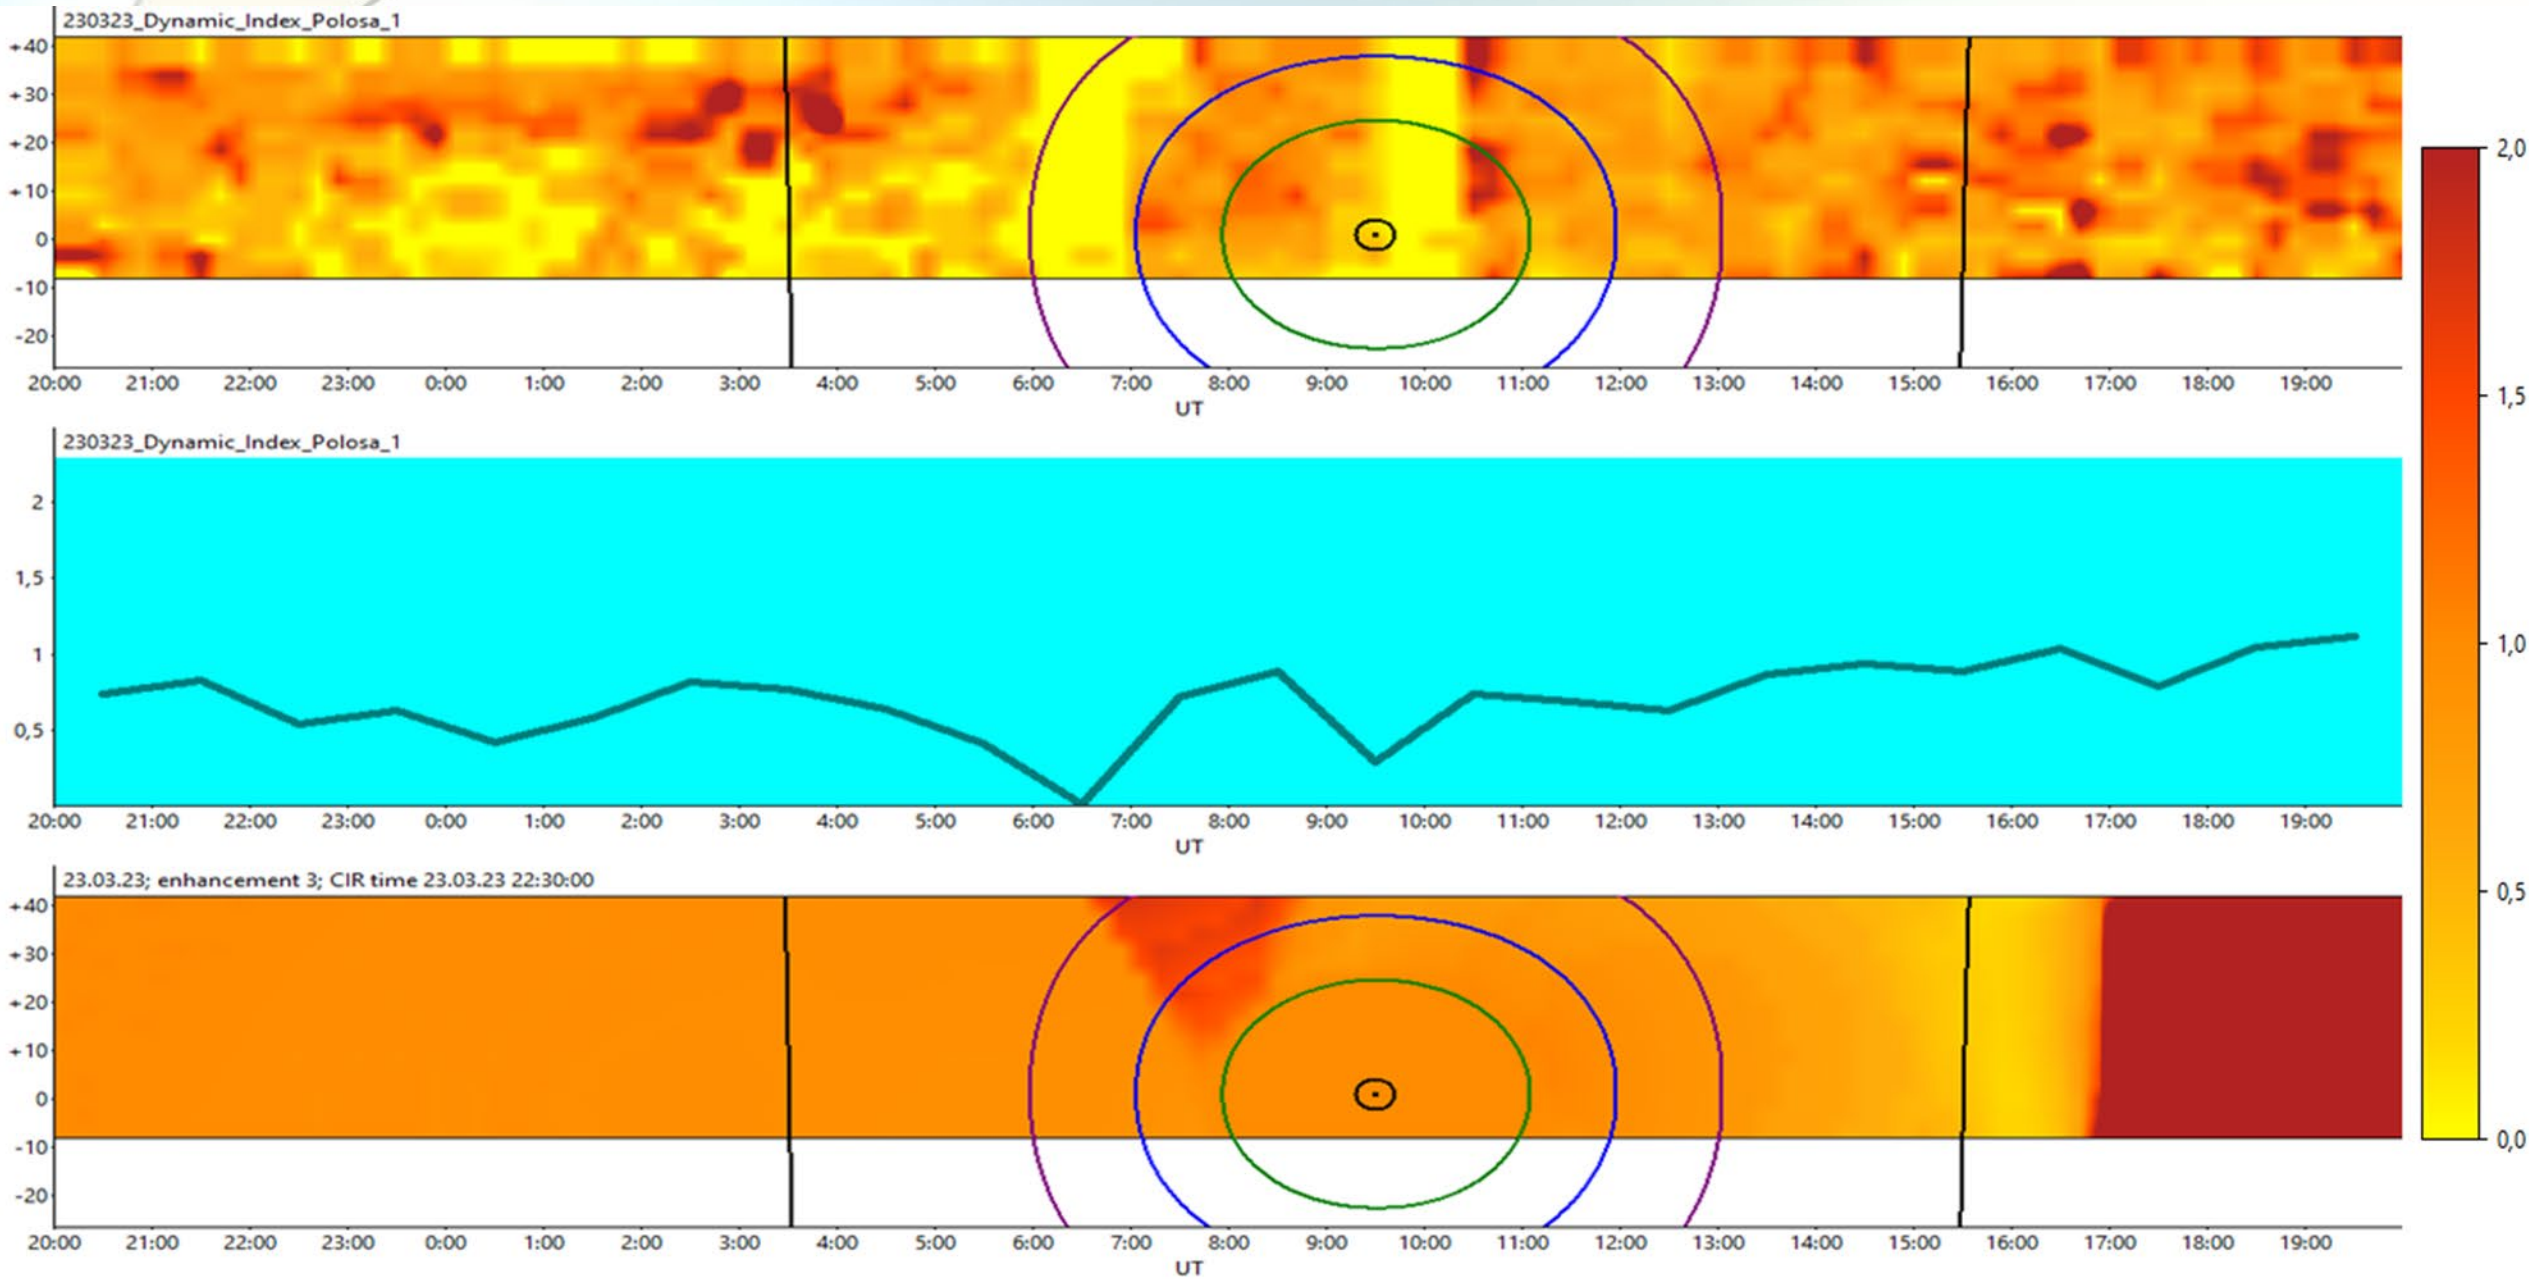 230323_Dynamic_Index_Polosa_1
+40
+30
+20
+10
0
-10
-20
20:00 21:00 22:00 23:00 0:00 1:00 2:00 3:00 4:00 5:00 6:00 7:00 8:00 9:00 10:00 11:00 12:00 13:00 14:00 15:00 16:00 17:00 18:00 19:00
UT
230323_Dynamic_Index_Polosa_1
2
1,5
1
0,5
20:00 21:00 22:00 23:00 0:00 1:00 2:00 3:00 4:00 5:00 6:00 7:00 8:00 9:00 10:00 11:00 12:00 13:00 14:00 15:00 16:00 17:00 18:00 19:00
UT
23.03.23; enhancement 3; CIR time 23.03.23 22:30:00
+40
+30
+20
+10
0
-10
-20
20:00 21:00 22:00 23:00 0:00 1:00 2:00 3:00 4:00 5:00 6:00 7:00 8:00 9:00 10:00 11:00 12:00 13:00 14:00 15:00 16:00 17:00 18:00 19:00
UT
2,0
1,5
1,0
0,5
0,0